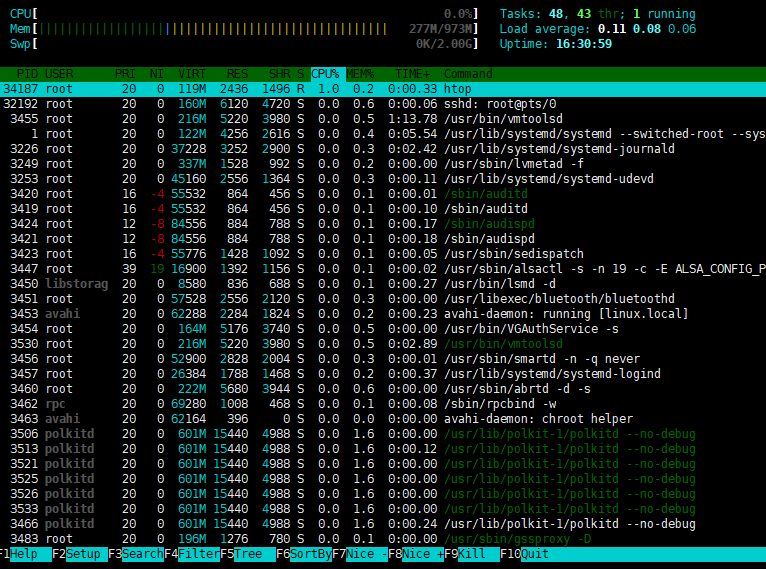 CPU[ 0.0%] Tasks: 48, 43 thr; 1 running
Mem[||||||||||||||||||||||||||||||||||||||||||||||||| 277M/973M] Load average: 0.11 0.08 0.06
Swp[ 0K/2.00G] Uptime: 16:30:59
PID USER PRI NI VIRT RES SHR S CPU% MEM% TIME+ Command
34187 root 20 0 119M 2436 1496 R 1.0 0.2 0:00.33 htop
32192 root 20 0 160M 6120 4720 S 0.0 0.6 0:00.06 sshd: root@pts/0
3455 root 20 0 216M 5220 3980 S 0.0 0.5 1:13.78 /usr/bin/vmtoolsd
1 root 20 0 122M 4256 2616 S 0.0 0.4 0:05.54 /usr/lib/systemd/systemd --switched-root --sys
3226 root 20 0 37228 3252 2900 S 0.0 0.3 0:02.42 /usr/lib/systemd/systemd-journald
3249 root 20 0 337M 1528 992 S 0.0 0.2 0:00.00 /usr/sbin/lvmetad -f
3253 root 20 0 45160 2556 1364 S 0.0 0.3 0:00.11 /usr/lib/systemd/systemd-udevd
3420 root 16 -4 55532 864 456 S 0.0 0.1 0:00.01 /sbin/auditd
3419 root 16 -4 55532 864 456 S 0.0 0.1 0:00.10 /sbin/auditd
3424 root 12 -8 84556 884 788 S 0.0 0.1 0:00.17 /sbin/audispd
3421 root 12 -8 84556 884 788 S 0.0 0.1 0:00.18 /sbin/audispd
3423 root 16 -4 55776 1428 1092 S 0.0 0.1 0:00.05 /usr/sbin/sedispatch
3447 root 39 19 16900 1392 1156 S 0.0 0.1 0:00.02 /usr/sbin/alsactl -s -n 19 -c -E ALSA_CONFIG_P
3450 libstorag 20 0 8580 836 688 S 0.0 0.1 0:00.27 /usr/bin/lsmd -d
3451 root 20 0 57528 2556 2120 S 0.0 0.3 0:00.00 /usr/libexec/bluetooth/bluetoothd
3453 avahi 20 0 62288 2284 1824 S 0.0 0.2 0:00.23 avahi-daemon: running [linux.local]
3454 root 20 0 164M 5176 3740 S 0.0 0.5 0:00.00 /usr/bin/VGAuthService -s
3530 root 20 0 216M 5220 3980 S 0.0 0.5 0:02.89 /usr/bin/vmtoolsd
3456 root 20 0 52900 2828 2004 S 0.0 0.3 0:00.01 /usr/sbin/smartd -n -q never
3457 root 20 0 26384 1788 1468 S 0.0 0.2 0:00.37 /usr/lib/systemd/systemd-logind
3460 root 20 0 222M 5680 3944 S 0.0 0.6 0:00.00 /usr/sbin/abrtd -d -s
3462 rpc 20 0 69280 1008 468 S 0.0 0.1 0:00.08 /sbin/rpcbind -w
3463 avahi 20 0 62164 396 0 S 0.0 0.0 0:00.00 avahi-daemon: chroot helper
3506 polkitd 20 0 601M 15440 4988 S 0.0 1.6 0:00.00 /usr/lib/polkit-1/polkitd --no-debug
3513 polkitd 20 0 601M 15440 4988 S 0.0 1.6 0:00.12 /usr/lib/polkit-1/polkitd --no-debug
3521 polkitd 20 0 601M 15440 4988 S 0.0 1.6 0:00.00 /usr/lib/polkit-1/polkitd --no-debug
3525 polkitd 20 0 601M 15440 4988 S 0.0 1.6 0:00.00 /usr/lib/polkit-1/polkitd --no-debug
3526 polkitd 20 0 601M 15440 4988 S 0.0 1.6 0:00.00 /usr/lib/polkit-1/polkitd --no-debug
3533 polkitd 20 0 601M 15440 4988 S 0.0 1.6 0:00.00 /usr/lib/polkit-1/polkitd --no-debug
3466 polkitd 20 0 601M 15440 4988 S 0.0 1.6 0:00.24 /usr/lib/polkit-1/polkitd --no-debug
3483 root 20 0 196M 1276 780 S 0.0 0.1 0:00.00 /usr/sbin/gssproxy -D
F1Help F2Setup F3SearchF4FilterF5Tree F6SortByF7Nice -F8Nice +F9Kill F10Quit